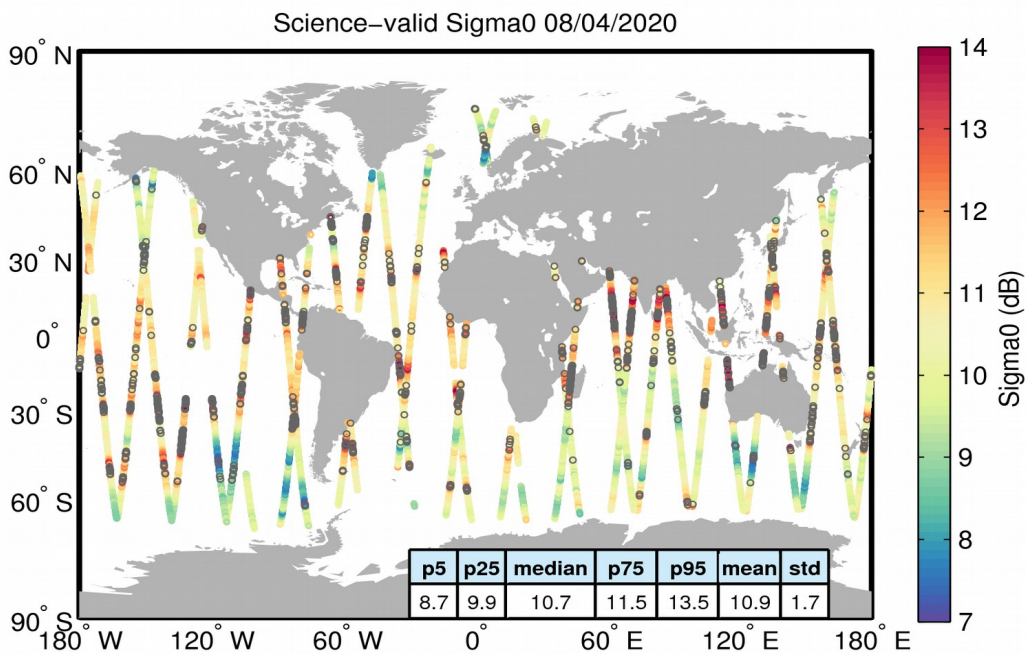 Science−valid Sigma0 08/04/2020
90° N
60° N
30° N
0°
30° S
60° S
90° S
180° W
120° W
60° W
0°
60° E
120° E
180° E
p5 p25 median p75 p95 mean std
8.7 9.9 10.7 11.5 13.5 10.9 1.7
14
13
12
11
10
9
8
7
Sigma0 (dB)